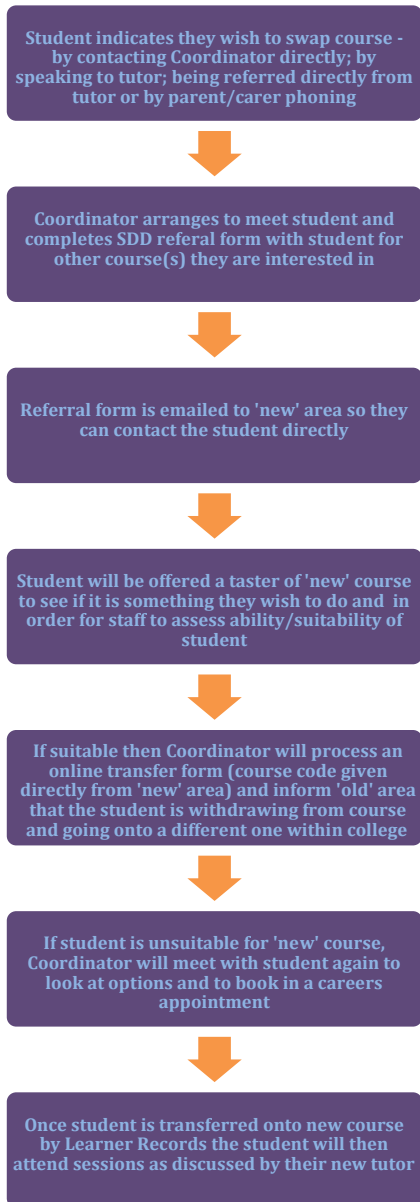 Student indicates they wish to swap course -
by contacting Coordinator directly; by
speaking to tutor; being referred directly from
tutor or by parent/carer phoning
Coordinator arranges to meet student and
completes SDD referal form with student for
other course(s) they are interested in
Referral form is emailed to 'new' area so they
can contact the student directly
Student will be offered a taster of 'new' course
to see if it is something they wish to do and in
order for staff to assess ability/suitability of
student
If suitable then Coordinator will process an
online transfer form (course code given
directly from 'new' area) and inform 'old' area
that the student is withdrawing from course
and going onto a different one within college
If student is unsuitable for 'new' course,
Coordinator will meet with student again to
look at options and to book in a careers
appointment
Once student is transferred onto new course
by Learner Records the student will then
attend sessions as discussed by their new tutor